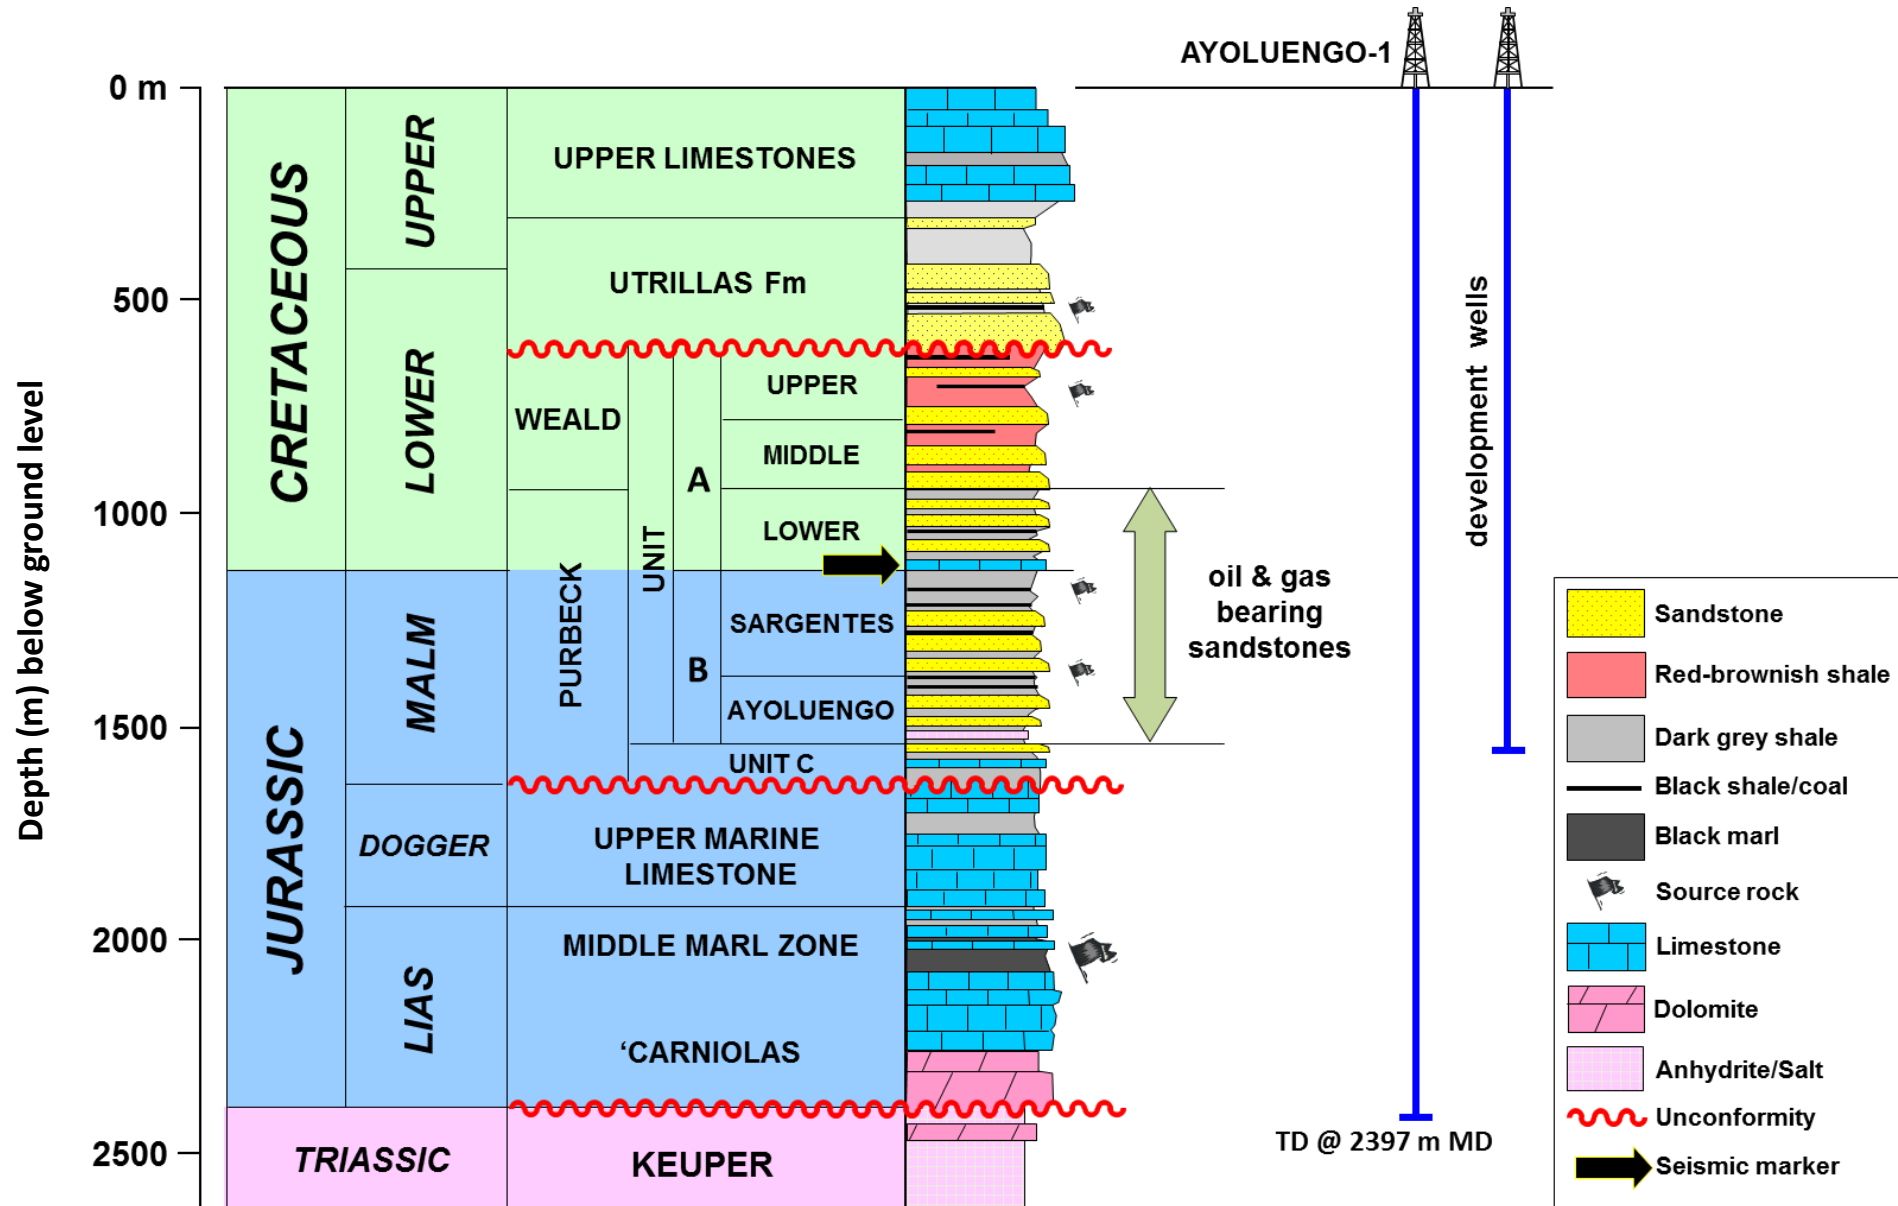 AYOLUENGO-1
0 m
500
1000
1500
2000
2500
Depth (m) below ground level
CRETACEOUS
UPPER
LOWER
JURASSIC
MALM
DOGGER
LIAS
TRIASSIC
UPPER LIMESTONES
UTRILLAS Fm
WEALD
PURBECK
UNIT
A
B
UPPER
MIDDLE
LOWER
SARGENTES
AYOLUENGO
UNIT C
UPPER MARINE
LIMESTONE
MIDDLE MARL ZONE
‘CARNIOLAS
KEUPER
oil & gas
bearing
sandstones
development wells
TD @ 2397 m MD
Sandstone
Red-brownish shale
Dark grey shale
Black shale/coal
Black marl
Source rock
Limestone
Dolomite
Anhydrite/Salt
Unconformity
Seismic marker